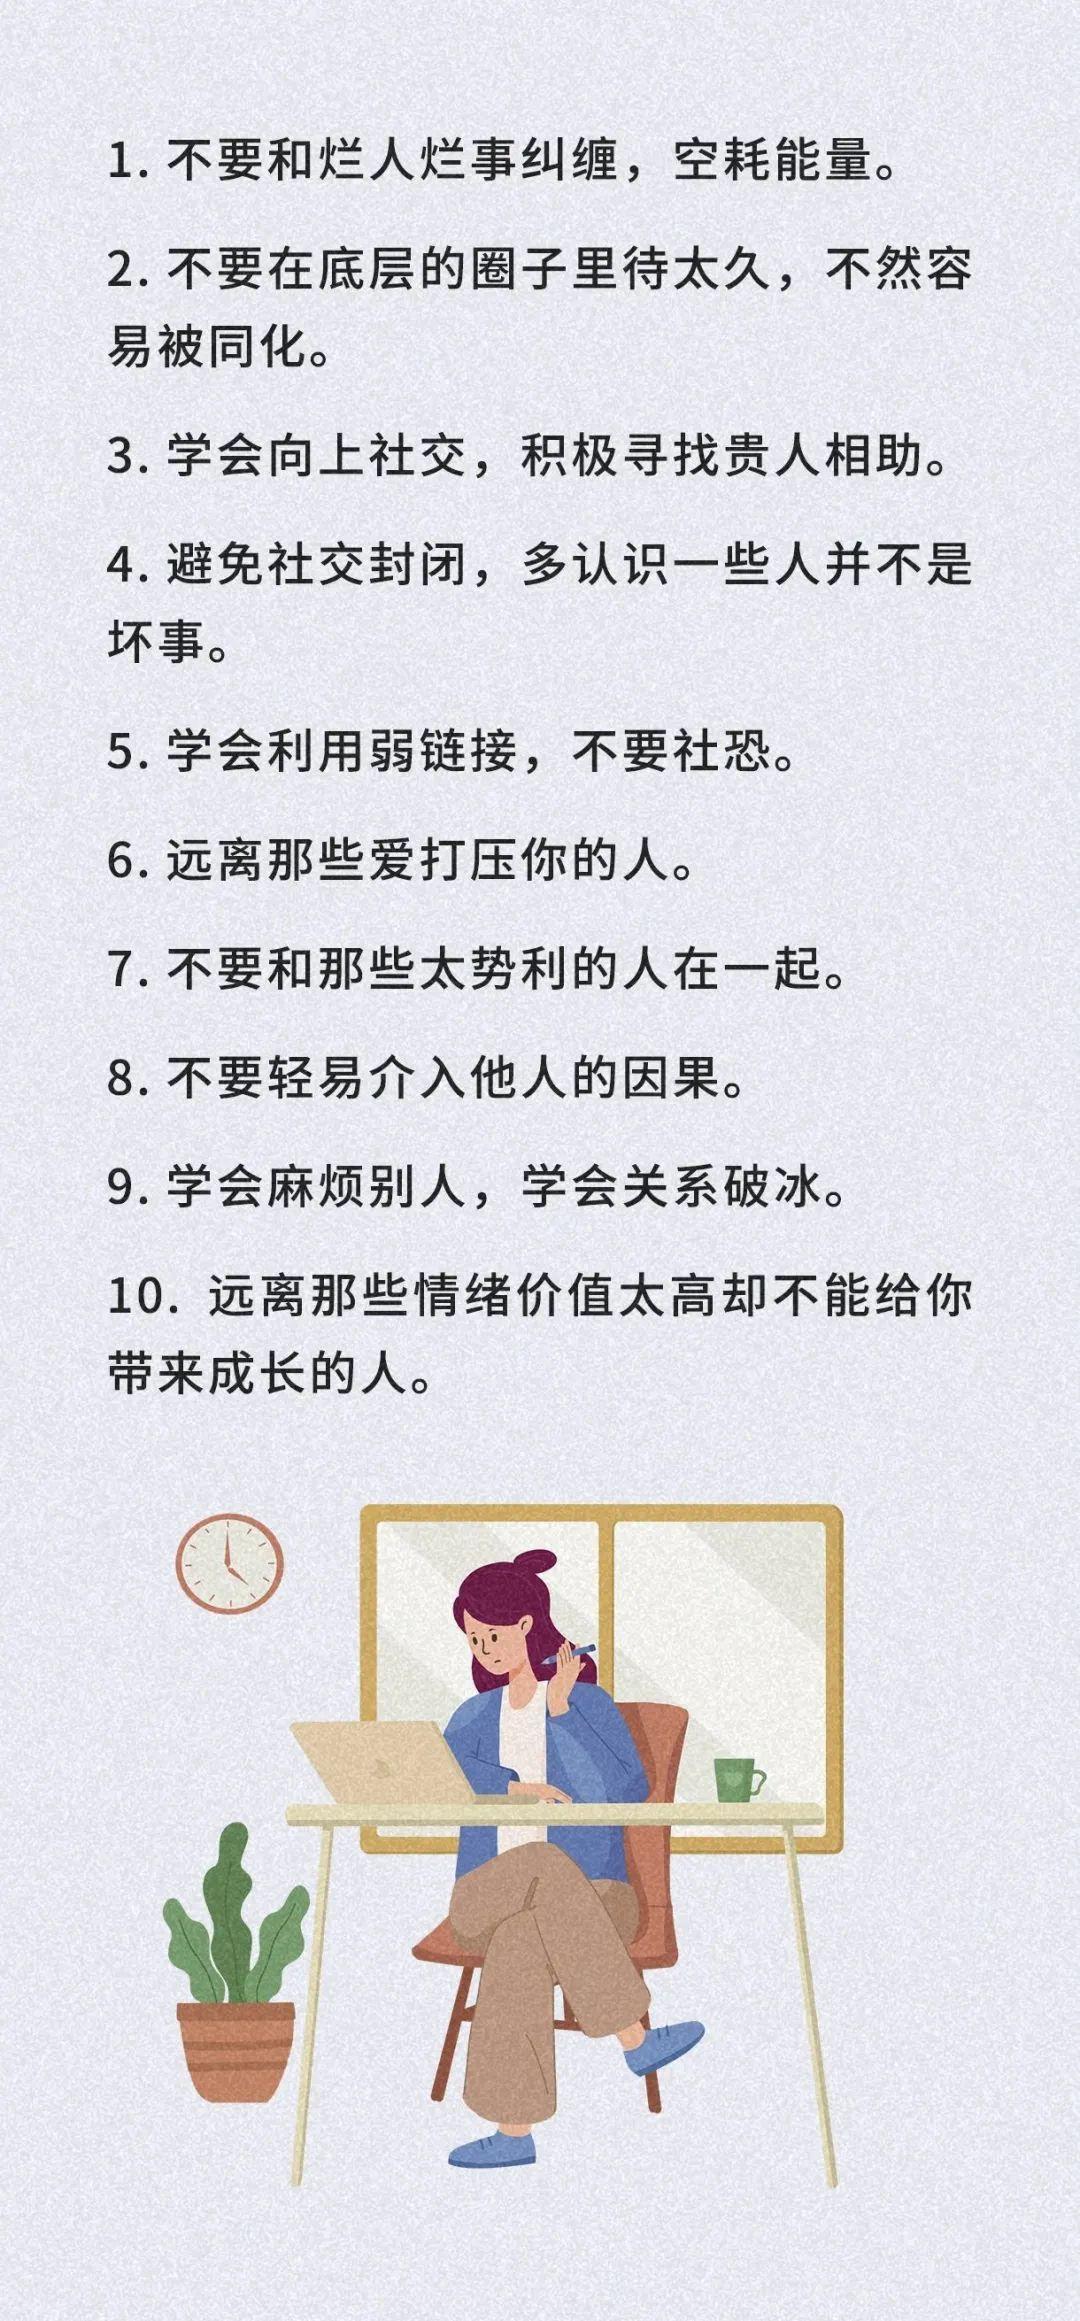 1. 不要和烂人烂事纠缠，空耗能量。
2. 不要在底层的圈子里待太久，不然容
易被同化。
3. 学会向上社交，积极寻找贵人相助。
4. 避免社交封闭，多认识一些人并不是
坏事。
5. 学会利用弱链接，不要社恐。
6. 远离那些爱打压你的人。
7. 不要和那些太势利的人在一起。
8. 不要轻易介入他人的因果。
9. 学会麻烦别人，学会关系破冰。
10. 远离那些情绪价值太高却不能给你
带来成长的人。